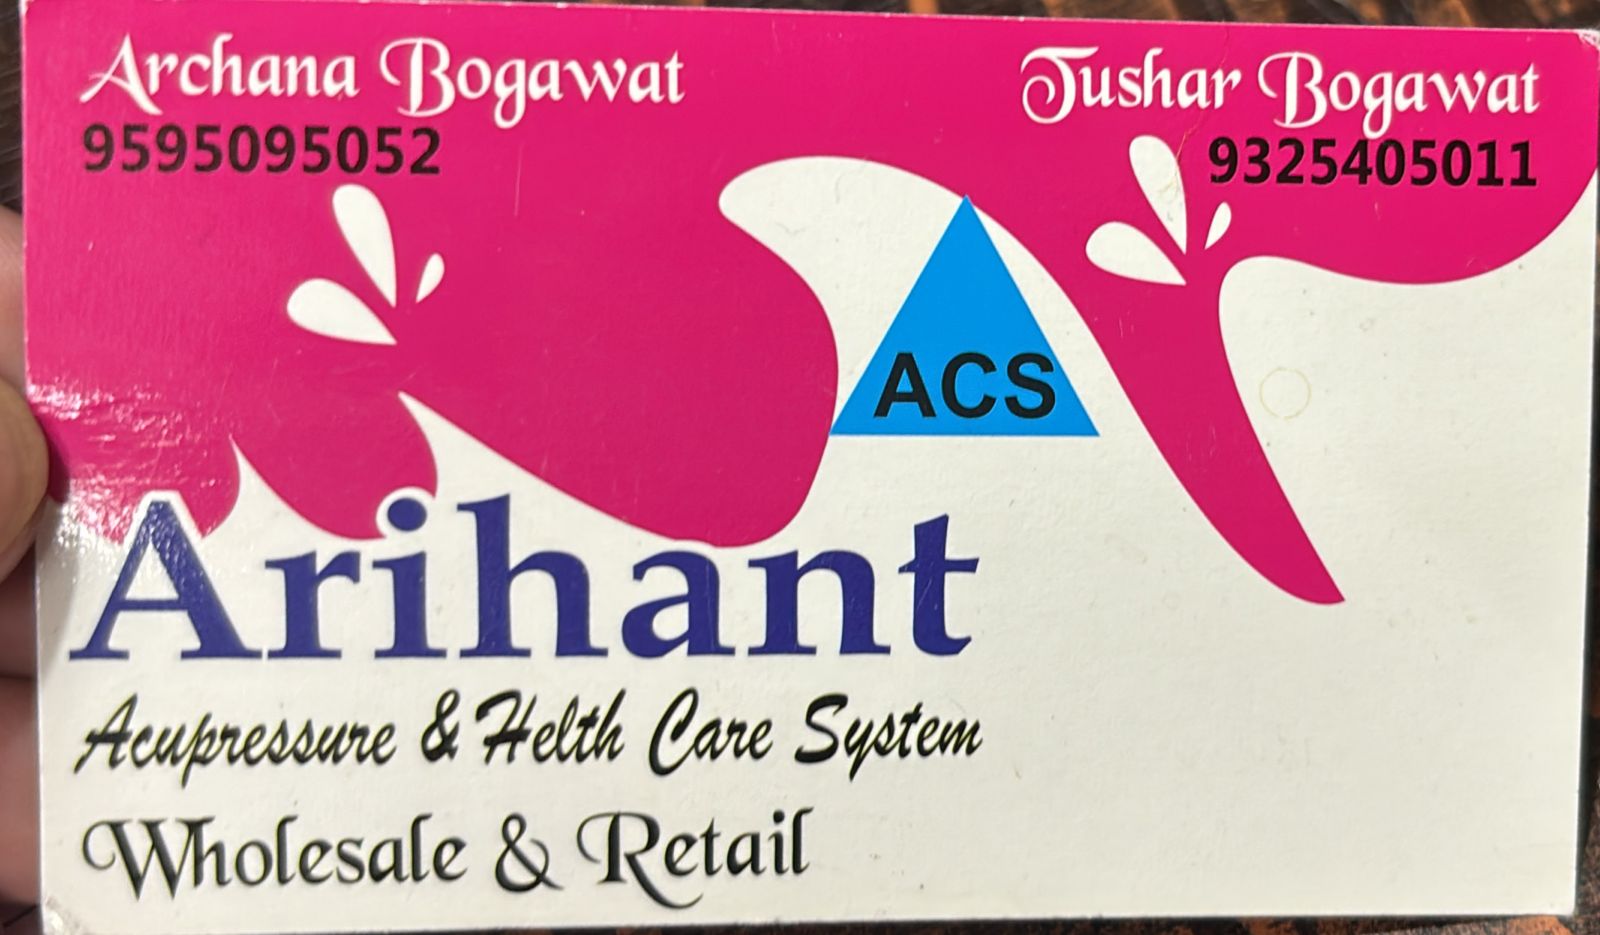 Archana Bogawat
9595095052
Tushar Bogawat
9325405011
ACS
Arihant
Acupressure & Helth Care System
Wholesale & Retail